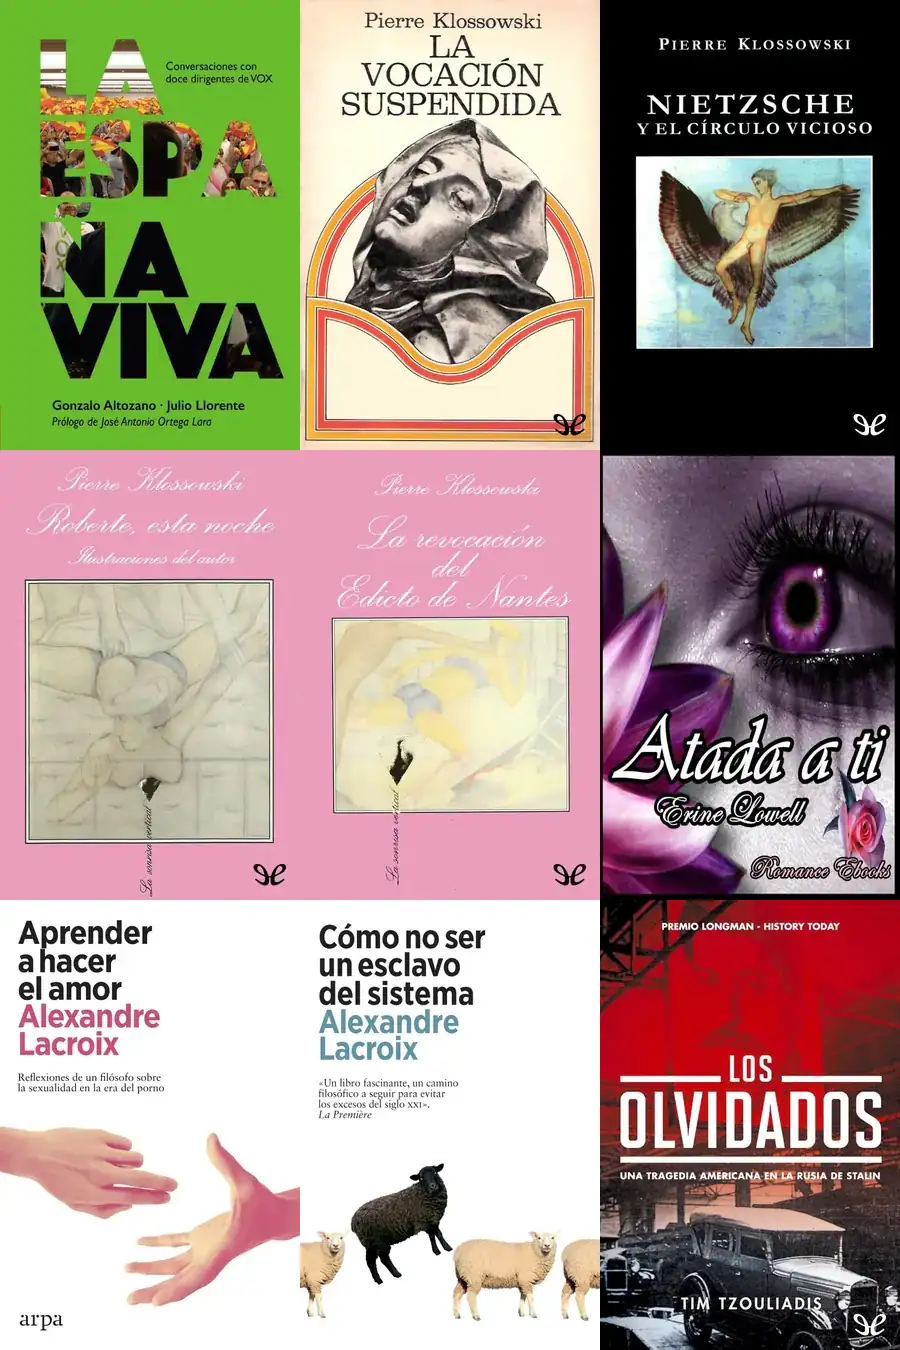 LA
ESPA
ÑA
VIVA
Conversaciones con
doce dirigentes de VOX
Gonzalo Altozano · Julio Llorente
Prólogo de José Antonio Ortega Lara
Pierre Klossowski
LA
VOCACIÓN
SUSPENDIDA
PIERRE KLOSSOWSKI
NIETZSCHE
Y EL CÍRCULO VICIOSO
Pierre Klossowski
Roberte, esta noche
Ilustraciones del autor
La sonrisa vertical
Pierre Klossowski
La revocación
del
Edicto de Nantes
La sonrisa vertical
Atada a ti
Erine Lowell
Romance Ebooks
Aprender
a hacer
el amor
Alexandre
Lacroix
Reflexiones de un filósofo sobre
la sexualidad en la era del porno
arpa
Cómo no ser
un esclavo
del sistema
Alexandre
Lacroix
«Un libro fascinante, un camino
filosófico a seguir para evitar
los excesos del siglo XXI».
La Première
PREMIO LONGMAN - HISTORY TODAY
LOS
OLVIDADOS
UNA TRAGEDIA AMERICANA EN LA RUSIA DE STALIN
TIM TZOULIADIS